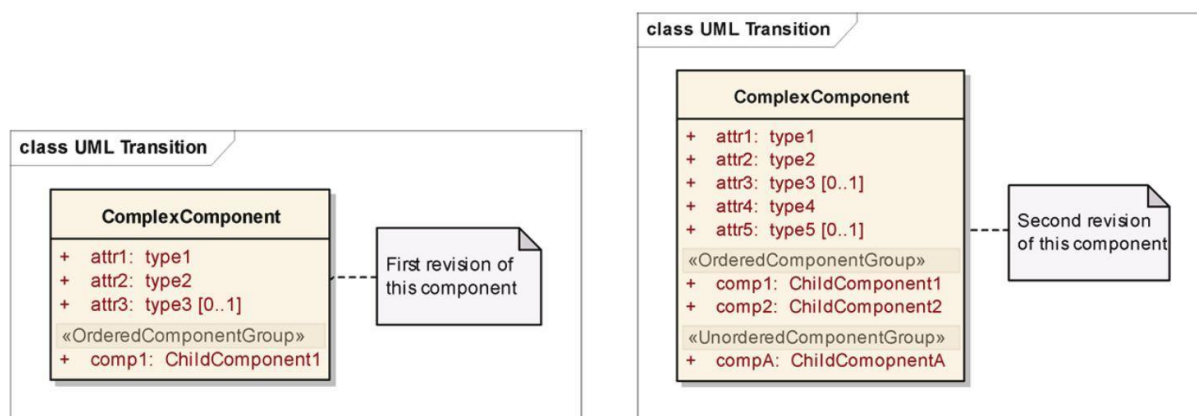 class UML Transition
ComplexComponent
+ attr1: type1
+ attr2: type2
+ attr3: type3 [0..1]
«OrderedComponentGroup»
+ comp1: ChildComponent1
First revision of
this component
class UML Transition
ComplexComponent
+ attr1: type1
+ attr2: type2
+ attr3: type3 [0..1]
+ attr4: type4
+ attr5: type5 [0..1]
«OrderedComponentGroup»
+ comp1: ChildComponent1
+ comp2: ChildComponent2
«UnorderedComponentGroup»
+ compA: ChildComopnentA
Second revision
of this component